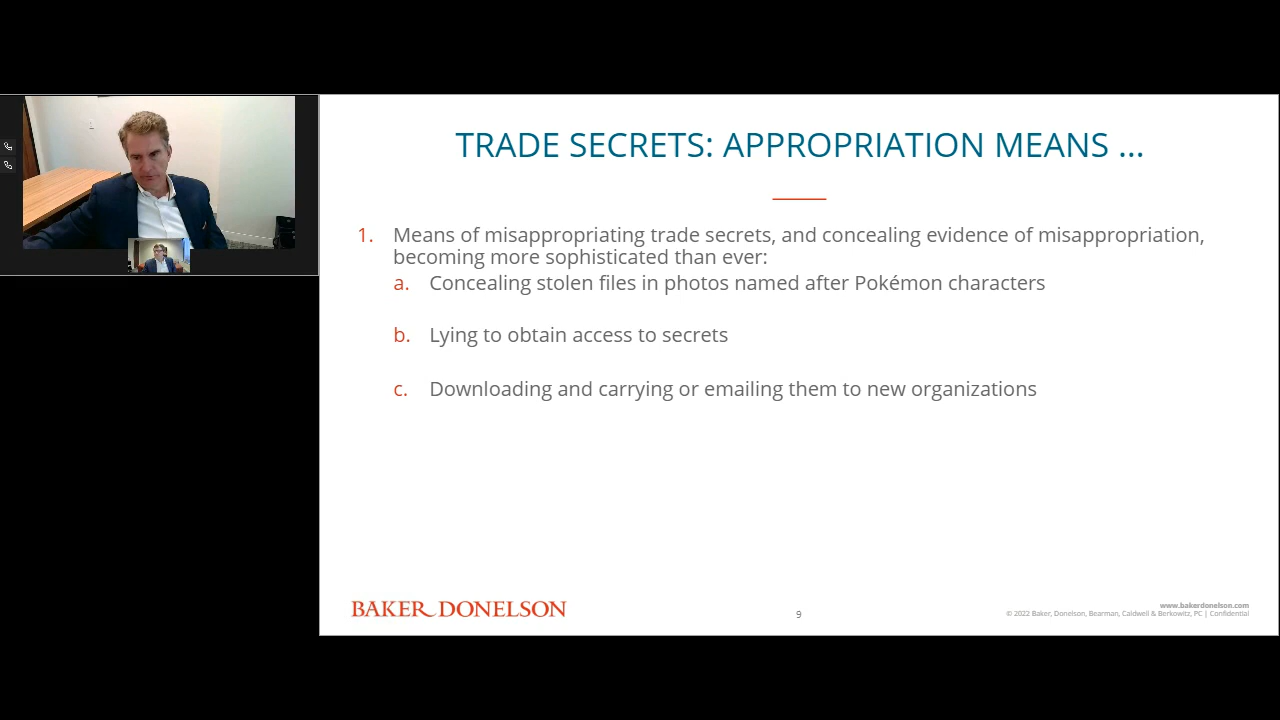 TRADE SECRETS: APPROPRIATION MEANS ...
1. Means of misappropriating trade secrets, and concealing evidence of misappropriation,
becoming more sophisticated than ever:
a. Concealing stolen files in photos named after Pokémon characters
b. Lying to obtain access to secrets
c. Downloading and carrying or emailing them to new organizations
BAKER DONELSON
9
www.bakerdonelson.com
© 2022 Baker, Donelson, Bearman, Caldwell & Berkowitz, PC | Confidential